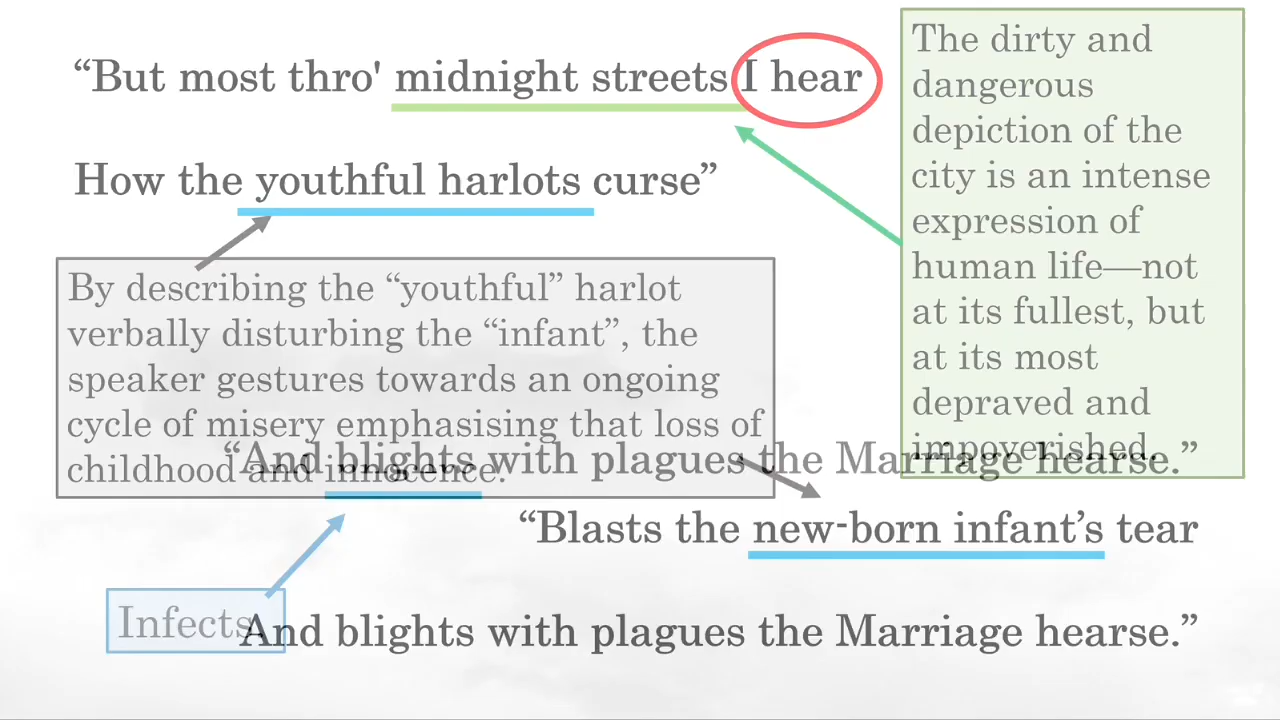 “But most thro' midnight streets I hear
How the youthful harlots curse”
The dirty and
dangerous
depiction of the
city is an intense
expression of
human life—not
at its fullest, but
at its most
depraved and
impoverished.
By describing the “youthful” harlot
verbally disturbing the “infant”, the
speaker gestures towards an ongoing
cycle of misery emphasising that loss of
childhood and innocence.
“And blights with plagues the Marriage hearse.”
“Blasts the new-born infant’s tear
And blights with plagues the Marriage hearse.”
Infects